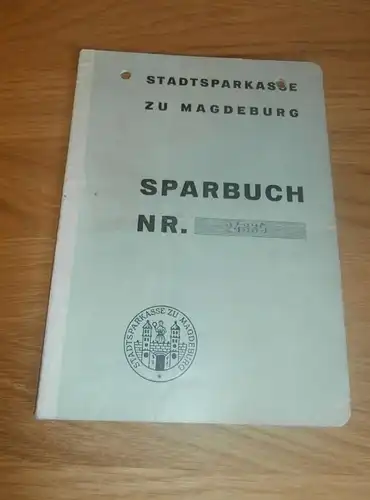 STADTSPARKASSE
ZU MAGDEBURG
SPARBUCH
NR.
STADTSPARKASSE ZU MAGDEBURG